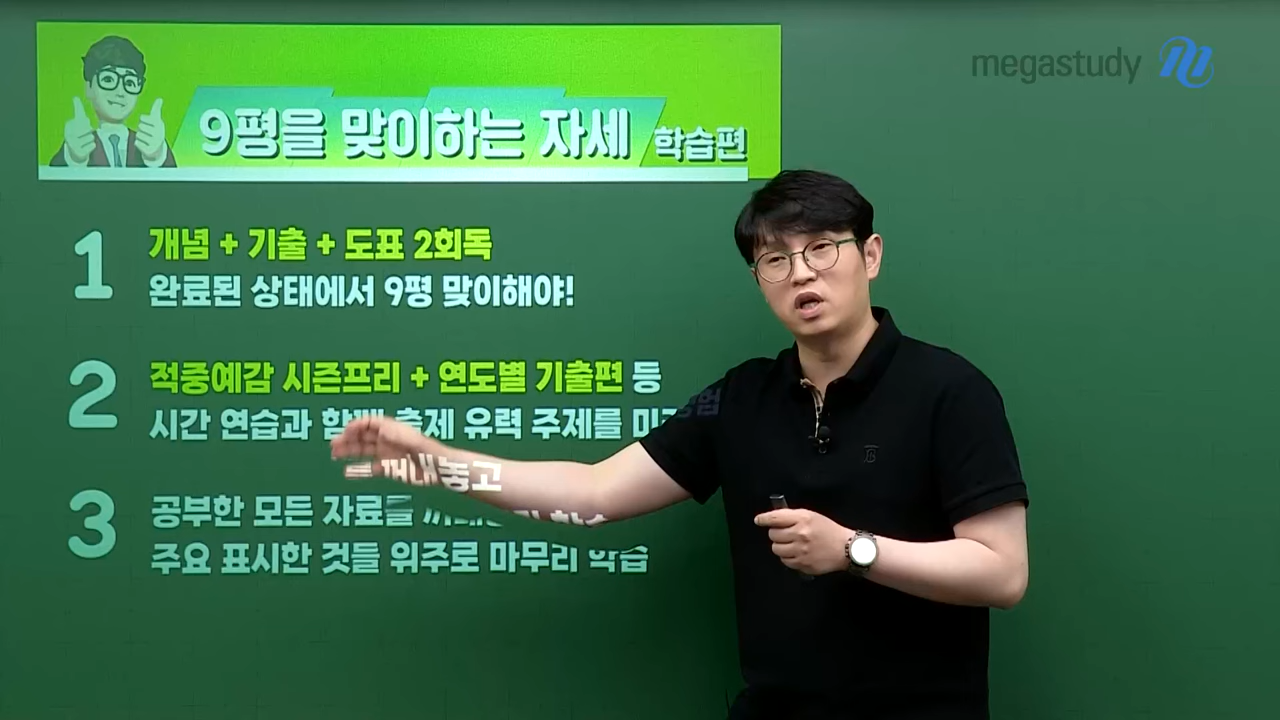 megastudy
9평을 맞이하는 자세 학습편
1 개념 + 기출 + 도표 2회독
완료된 상태에서 9평 맞이해야!
2 적중예감 시즌프리 + 연도별 기출편 등
시간 연습과 함께 출제 유력 주제를
3 공부한 모든 자료를 꺼내놓고
주요 표시한 것들 위주로 마무리 학습